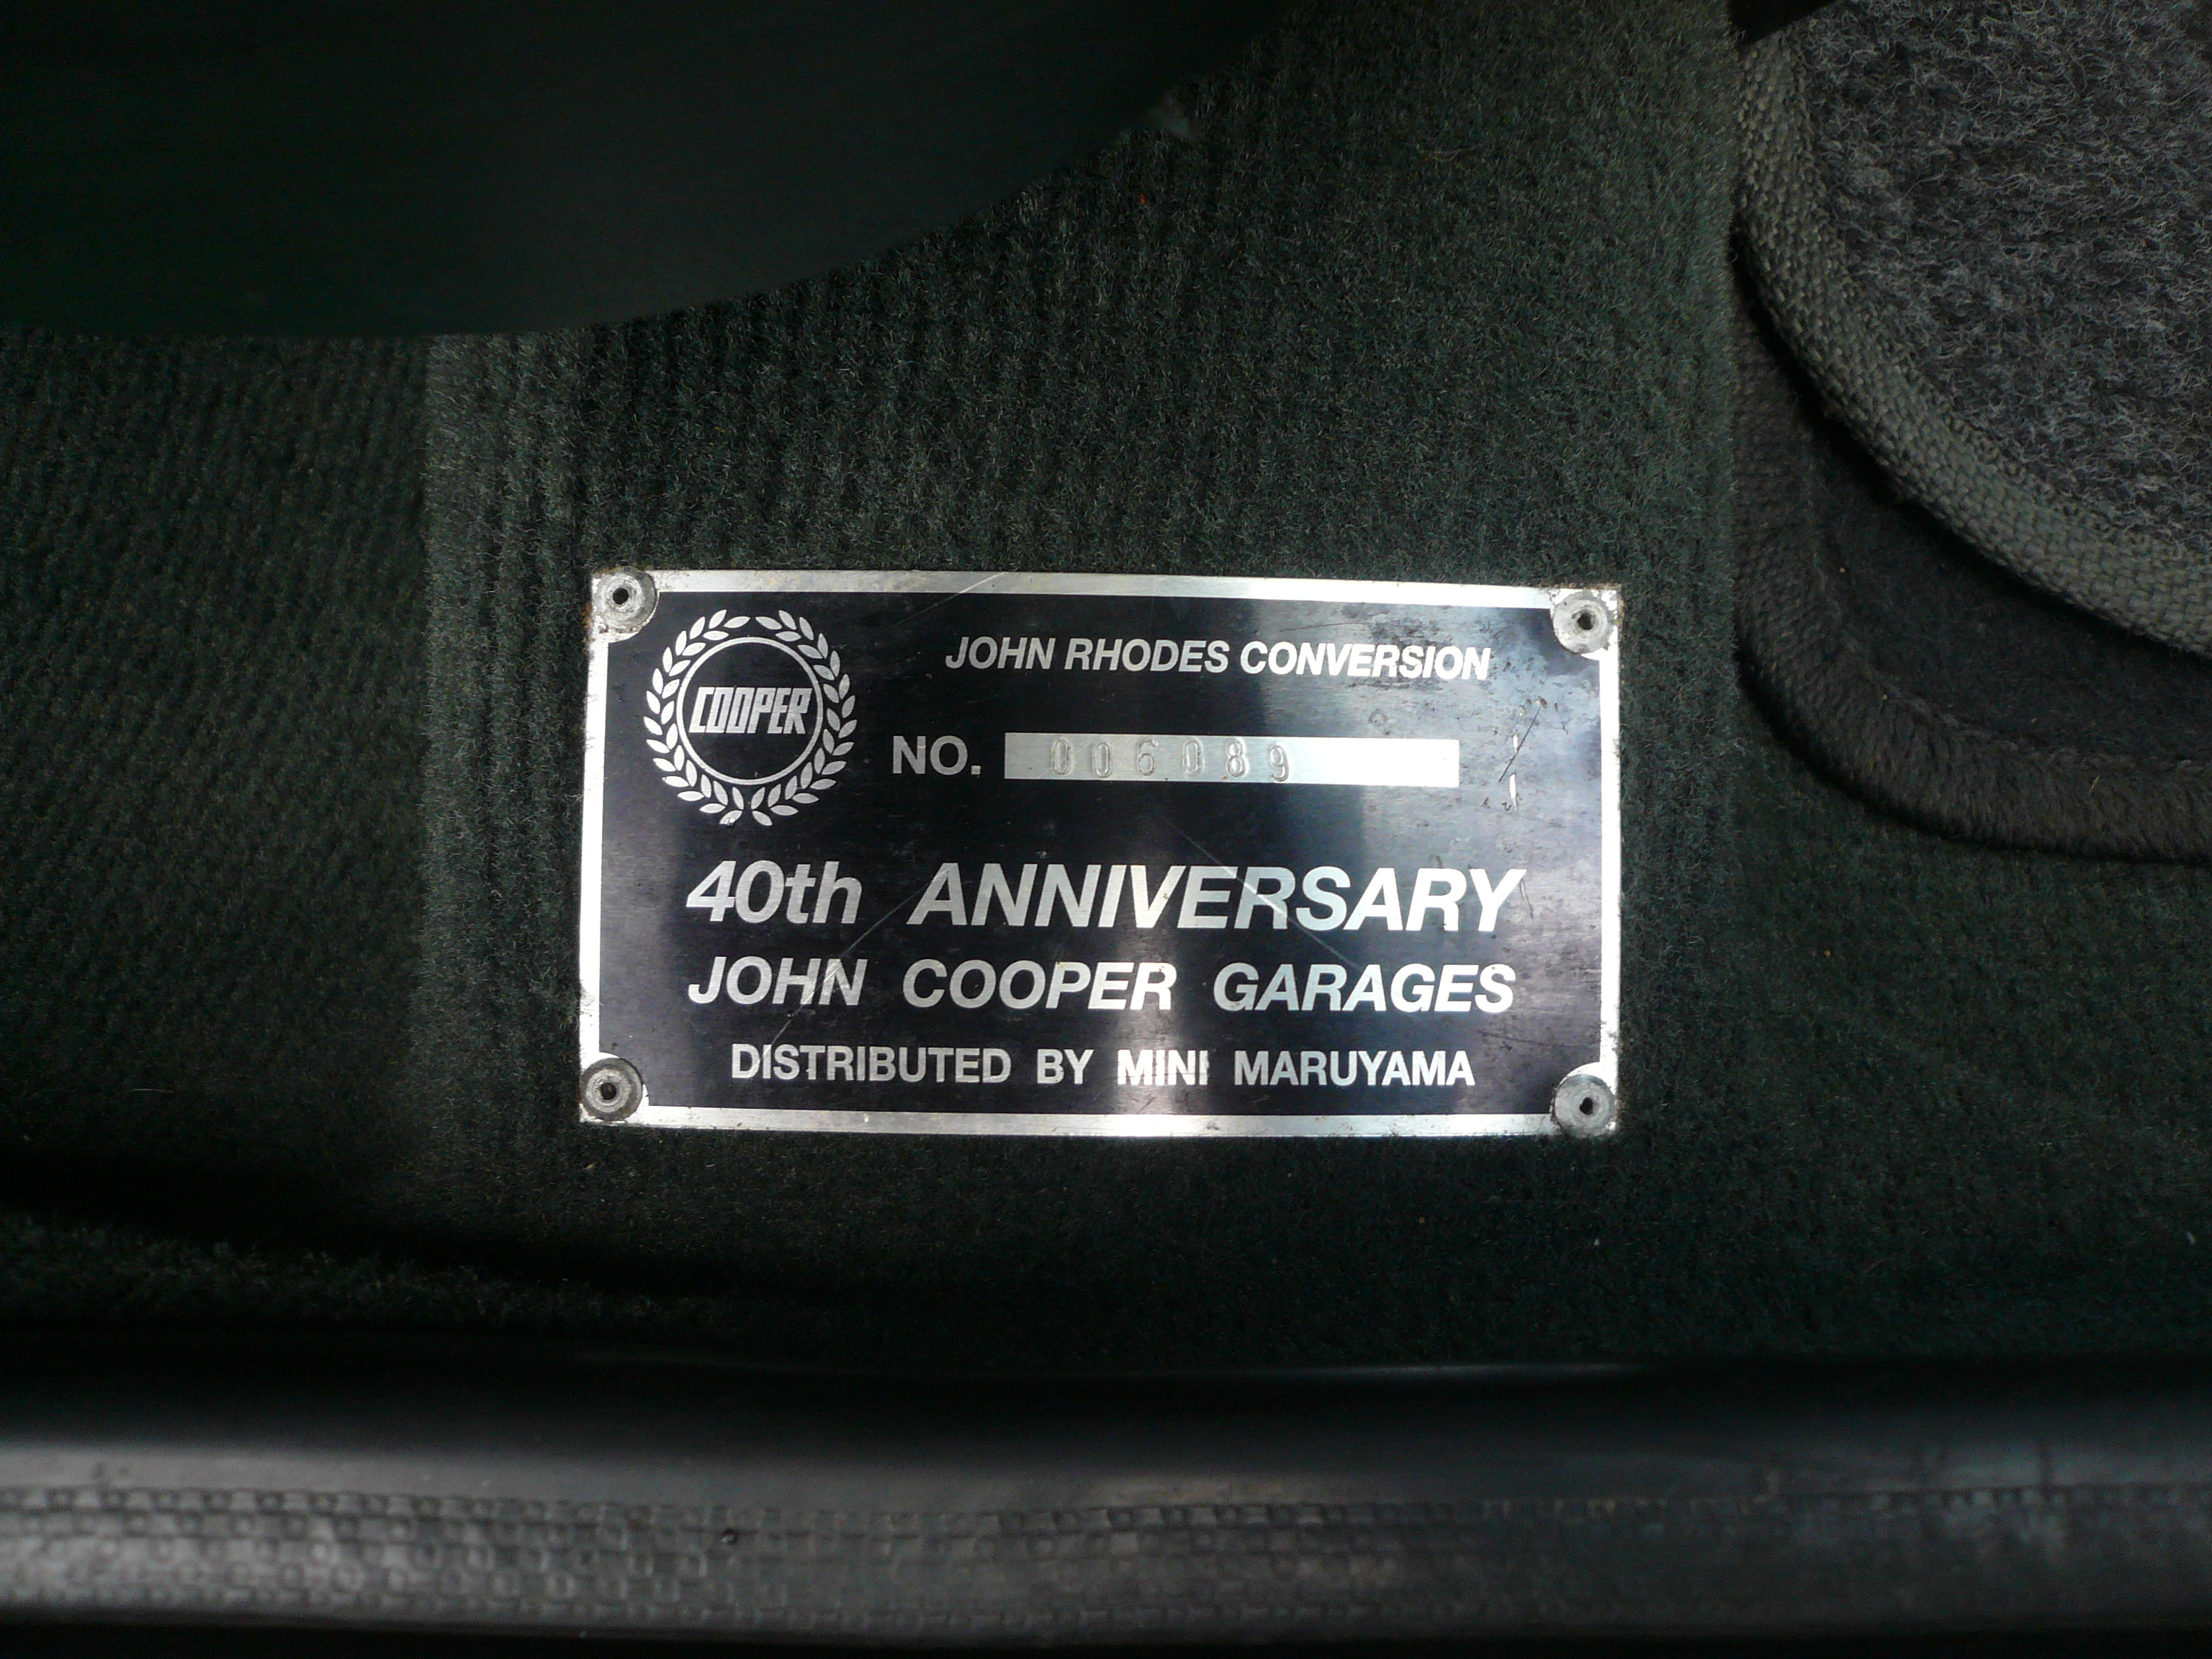 COOPER
JOHN RHODES CONVERSION
NO. 006089
40th ANNIVERSARY
JOHN COOPER GARAGES
DISTRIBUTED BY MINI MARUYAMA